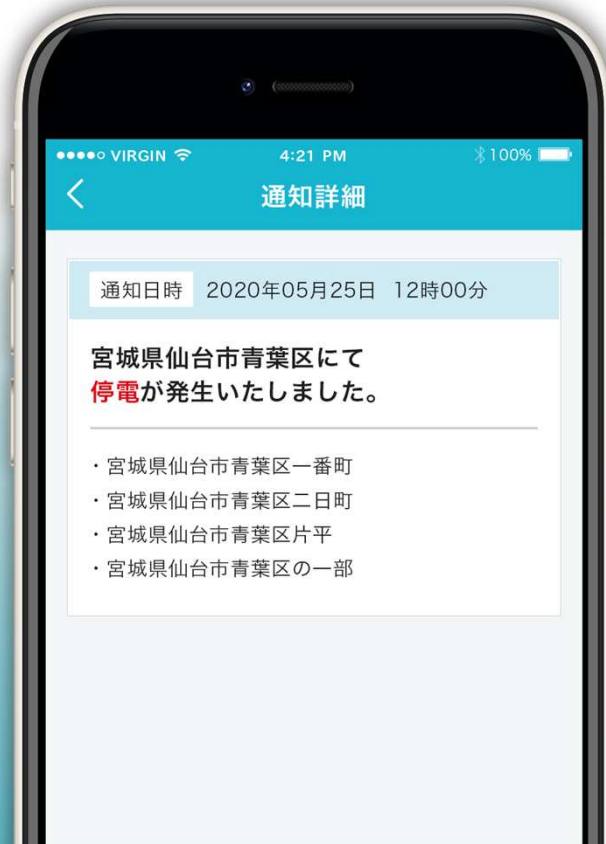 VIRGIN 4:21 PM 100%
通知詳細
通知日時 2020年05月25日 12時00分
宮城県仙台市青葉区にて
停電が発生いたしました。
・宮城県仙台市青葉区一番町
・宮城県仙台市青葉区二日町
・宮城県仙台市青葉区片平
・宮城県仙台市青葉区の一部